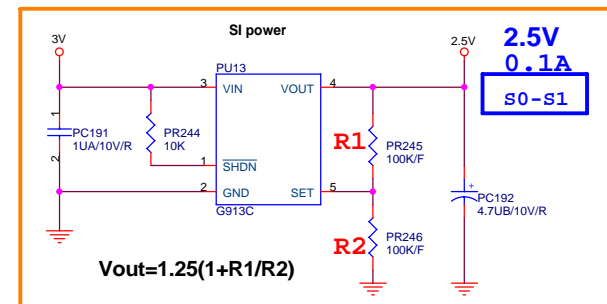 SI power
3V
2.5V
2.5V
0.1A
S0-S1
PU13
3
VIN
VOUT
4
1
2
PC191
1UA/10V/R
PR244
10K
1
SHDN
2
GND
SET
5
G913C
R1
PR245
100K/F
R2
PR246
100K/F
+
PC192
4.7UB/10V/R
Vout=1.25(1+R1/R2)